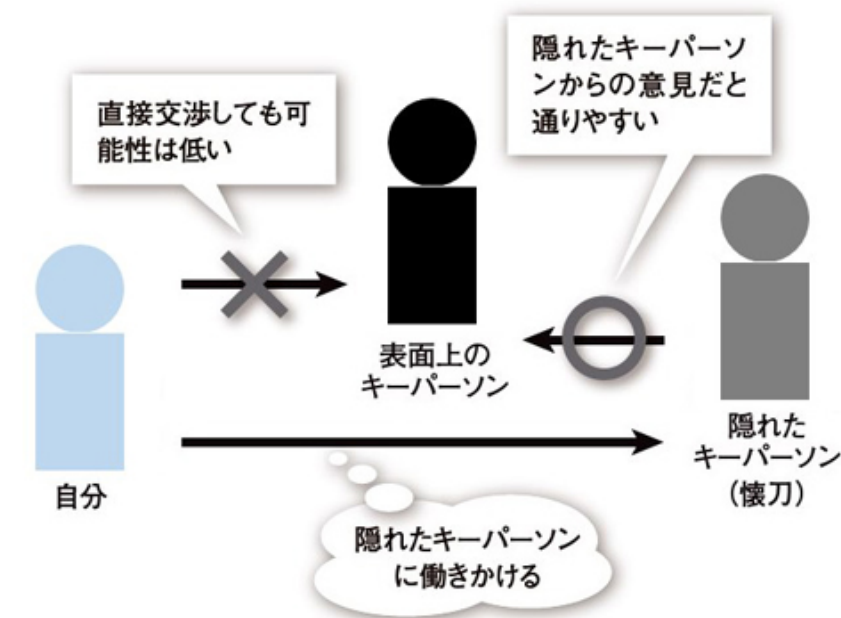 隠れたキーパーソ
ンからの意見だと
通りやすい
直接交渉しても可
能性は低い
表面上の
キーパーソン
隠れた
キーパーソン
（懐刀）
自分
隠れたキーパーソン
に働きかける